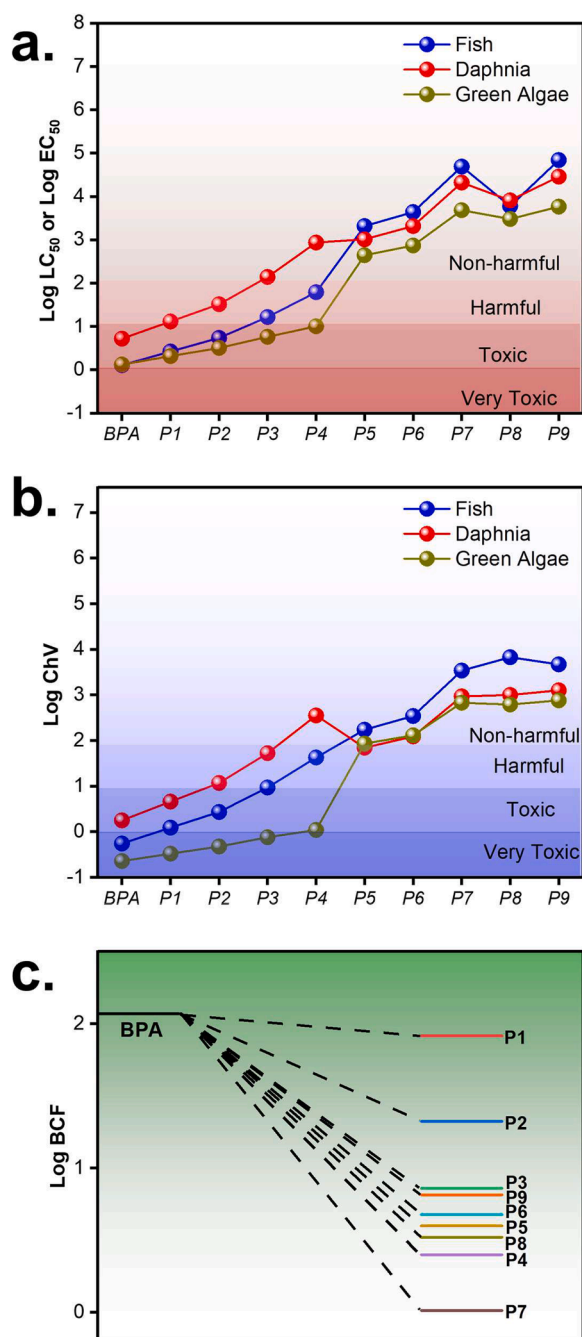 a.
Log LC50 or Log EC50
8
7
6
5
4
3
2
1
0
-1
Fish
Daphnia
Green Algae
Non-harmful
Harmful
Toxic
Very Toxic
BPA P1 P2 P3 P4 P5 P6 P7 P8 P9
b.
Log ChV
7
6
5
4
3
2
1
0
-1
Fish
Daphnia
Green Algae
Non-harmful
Harmful
Toxic
Very Toxic
BPA P1 P2 P3 P4 P5 P6 P7 P8 P9
c.
Log BCF
2
1
0
BPA
P1
P2
P3
P9
P6
P5
P8
P4
P7